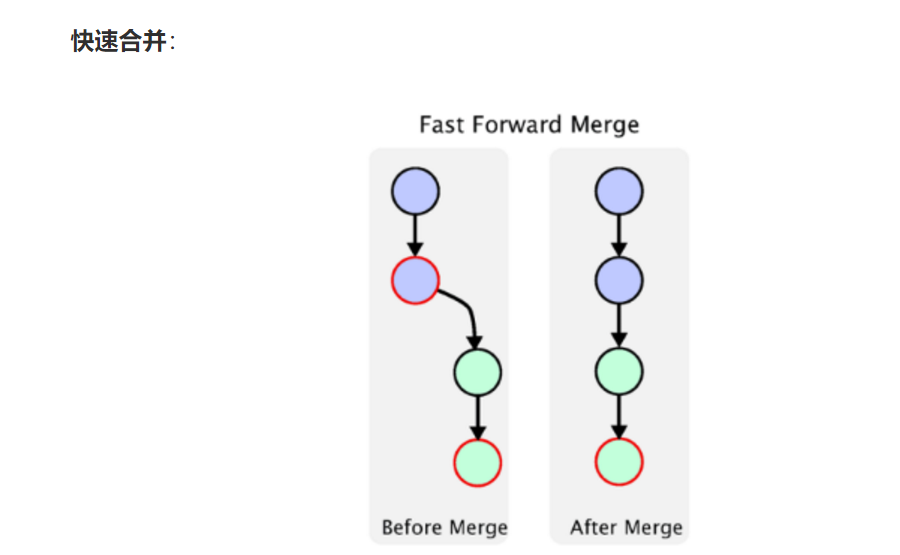 快速合并：
Fast Forward Merge
Before Merge
After Merge